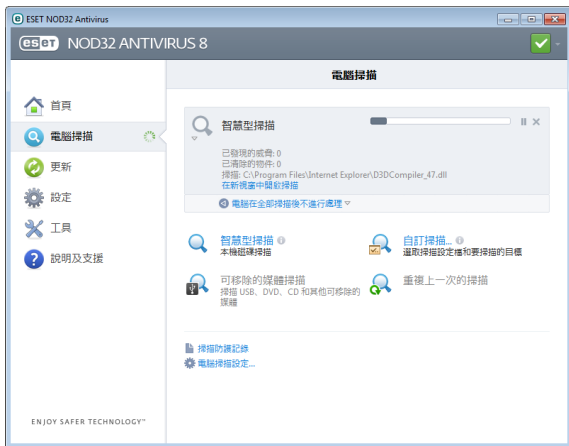 ESET NOD32 Antivirus
eset NOD32 ANTIVIRUS 8
電腦掃描
首頁
電腦掃描
更新
設定
工具
說明及支援
智慧型掃描
已發現的威脅: 0
已清除的物件: 0
掃描: C:\Program Files\Internet Explorer\D3DCompiler_47.dll
在新視窗中開啟掃描
電腦在全部掃描後不進行處理
智慧型掃描
本機磁碟掃描
自訂掃描...
選取掃描設定檔和要掃描的目標
可移除的媒體掃描
掃描 USB、DVD、CD 和其他可移除的
媒體
重複上一次的掃描
掃描防護記錄
電腦掃描設定...
ENJOY SAFER TECHNOLOGY™